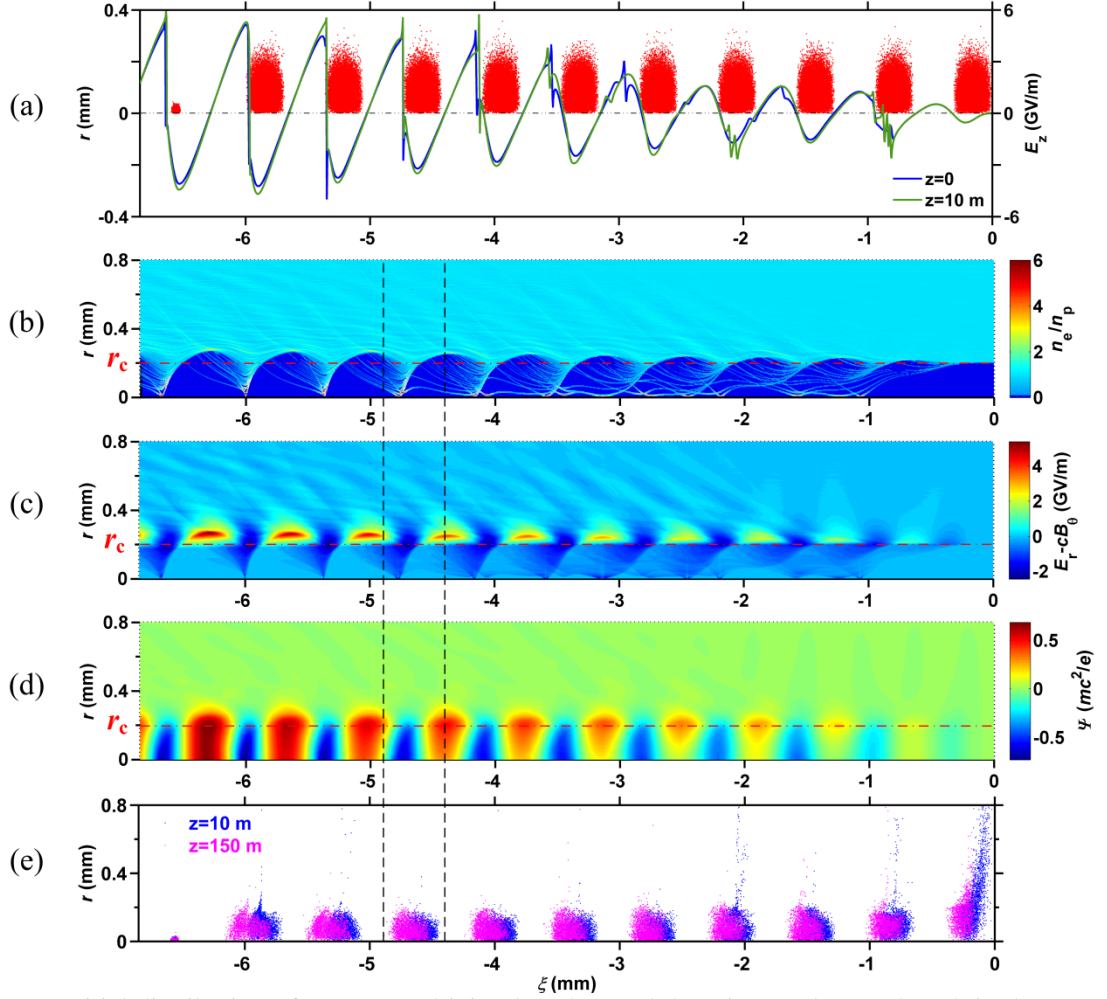 (a)
r (mm)
0.4
0
-0.4
6
3
0
-3
-6
E_z (GV/m)
z=0
z=10 m
-6 -5 -4 -3 -2 -1 0
(b)
r (mm)
0.8
0.4
r_c
0
6
5
4
3
2
1
0
n_e/n_p
-6 -5 -4 -3 -2 -1 0
(c)
r (mm)
0.8
0.4
r_c
0
4
2
0
-2
E_r-cB_θ (GV/m)
-6 -5 -4 -3 -2 -1 0
(d)
r (mm)
0.8
0.4
r_c
0
0.5
0
-0.5
Ψ (mc²/e)
-6 -5 -4 -3 -2 -1 0
(e)
r (mm)
0.8
0.4
0
z=10 m
z=150 m
-6 -5 -4 -3 -2 -1 0
ξ (mm)